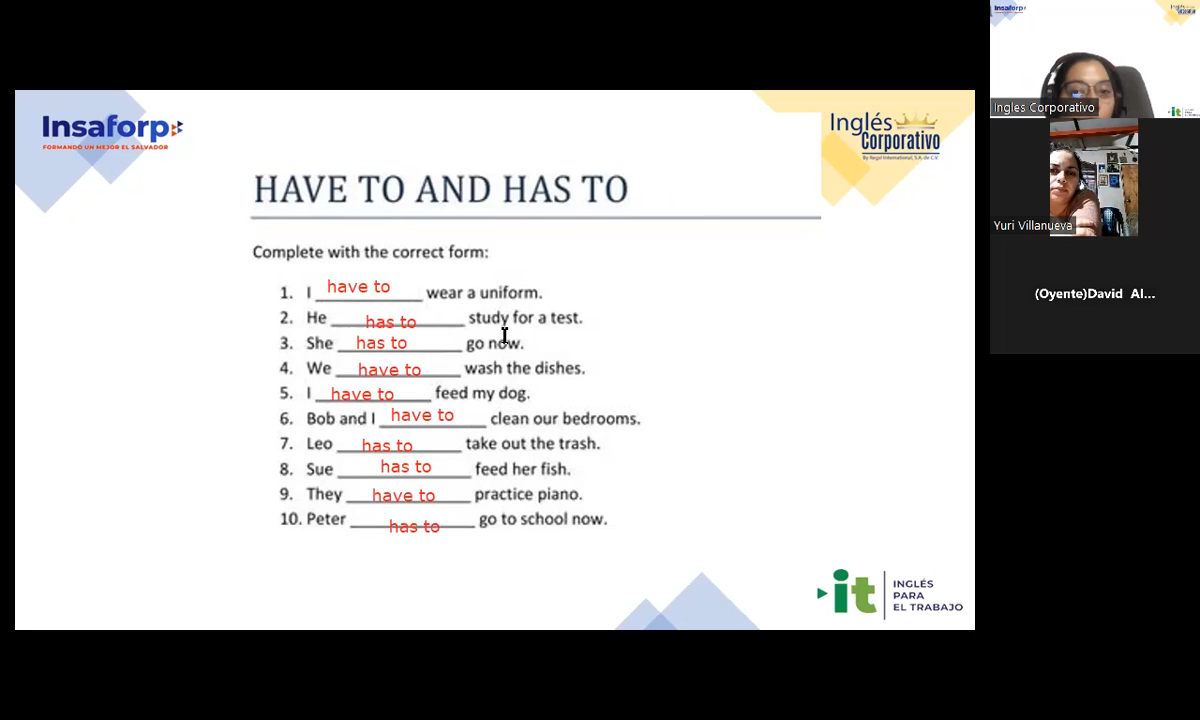 Insaforp
FORMANDO UN MEJOR EL SALVADOR
Inglés
Corporativo
By Regal International, S.A. de C.V.
HAVE TO AND HAS TO
Complete with the correct form:
1. I have to wear a uniform.
2. He has to study for a test.
3. She has to go now.
4. We have to wash the dishes.
5. I have to feed my dog.
6. Bob and I have to clean our bedrooms.
7. Leo has to take out the trash.
8. Sue has to feed her fish.
9. They have to practice piano.
10. Peter has to go to school now.
it
INGLÉS
PARA
EL TRABAJO
Insaforp
Ingles Corporativo
Yuri Villanueva
(Oyente)David Al...